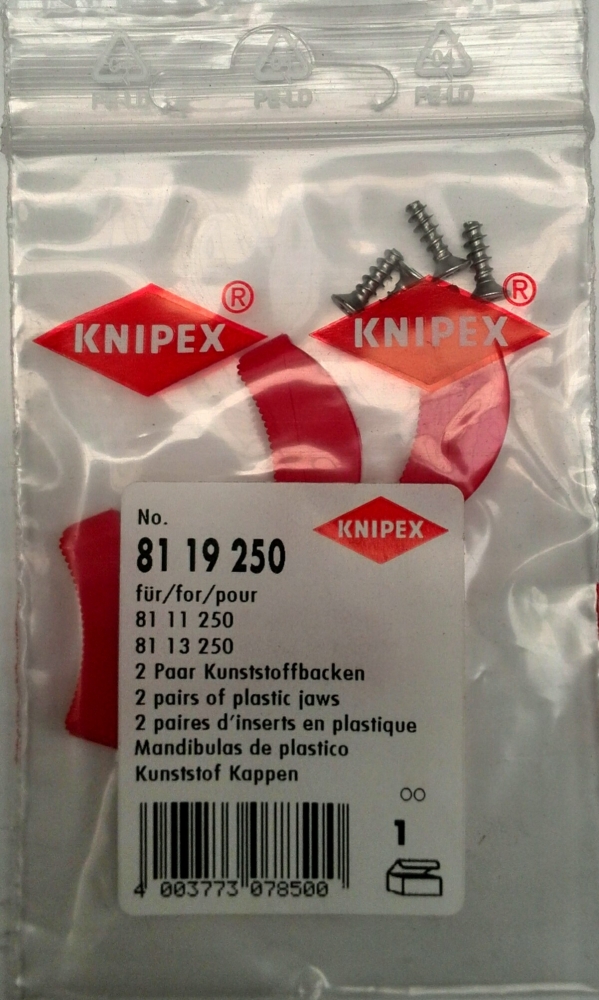 PE-LD PE-LD PE-LD
KNIPEX® KNIPEX®
No.
KNIPEX
81 19 250
für/for/pour
81 11 250
81 13 250
2 Paar Kunststoffbacken
2 pairs of plastic jaws
2 paires d'inserts en plastique
Mandibulas de plastico
Kunststof Kappen
1
4 003773 078500